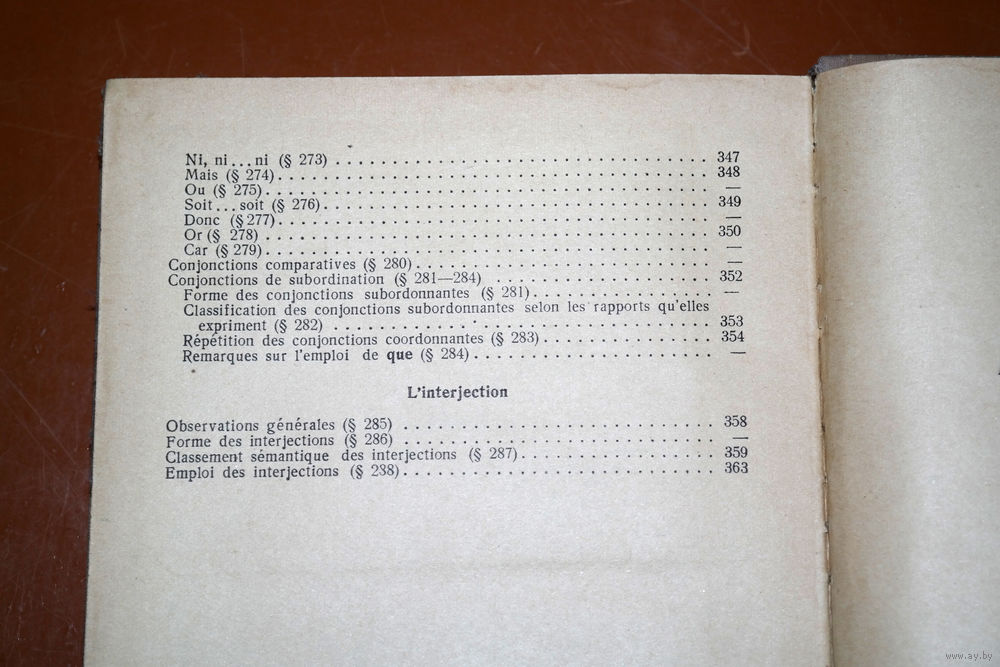 Ni, ni...ni (§ 273) . . . . . . . . . . 347
Mais (§ 274) . . . . . . . . . . 348
Ou (§ 275) . . . . . . . . . . —
Soit...soit (§ 276) . . . . . . . . . . 349
Donc (§ 277) . . . . . . . . . . —
Or (§ 278) . . . . . . . . . . 350
Car (§ 279) . . . . . . . . . . —
Conjonctions comparatives (§ 280) . . . . . . . . . . —
Conjonctions de subordination (§ 281—284) . . . . . . . . . . 352
Forme des conjonctions subordonnantes (§ 281) . . . . . . . . . . —
Classification des conjonctions subordonnantes selon les rapports qu'elles
expriment (§ 282) . . . . . . . . . . 353
Répétition des conjonctions coordonnantes (§ 283) . . . . . . . . . . 354
Remarques sur l'emploi de que (§ 284) . . . . . . . . . . —
L'interjection
Observations générales (§ 285) . . . . . . . . . . 358
Forme des interjections (§ 286) . . . . . . . . . . —
Classement sémantique des interjections (§ 287) . . . . . . . . . . 359
Emploi des interjections (§ 238) . . . . . . . . . . 363
www.ay.by